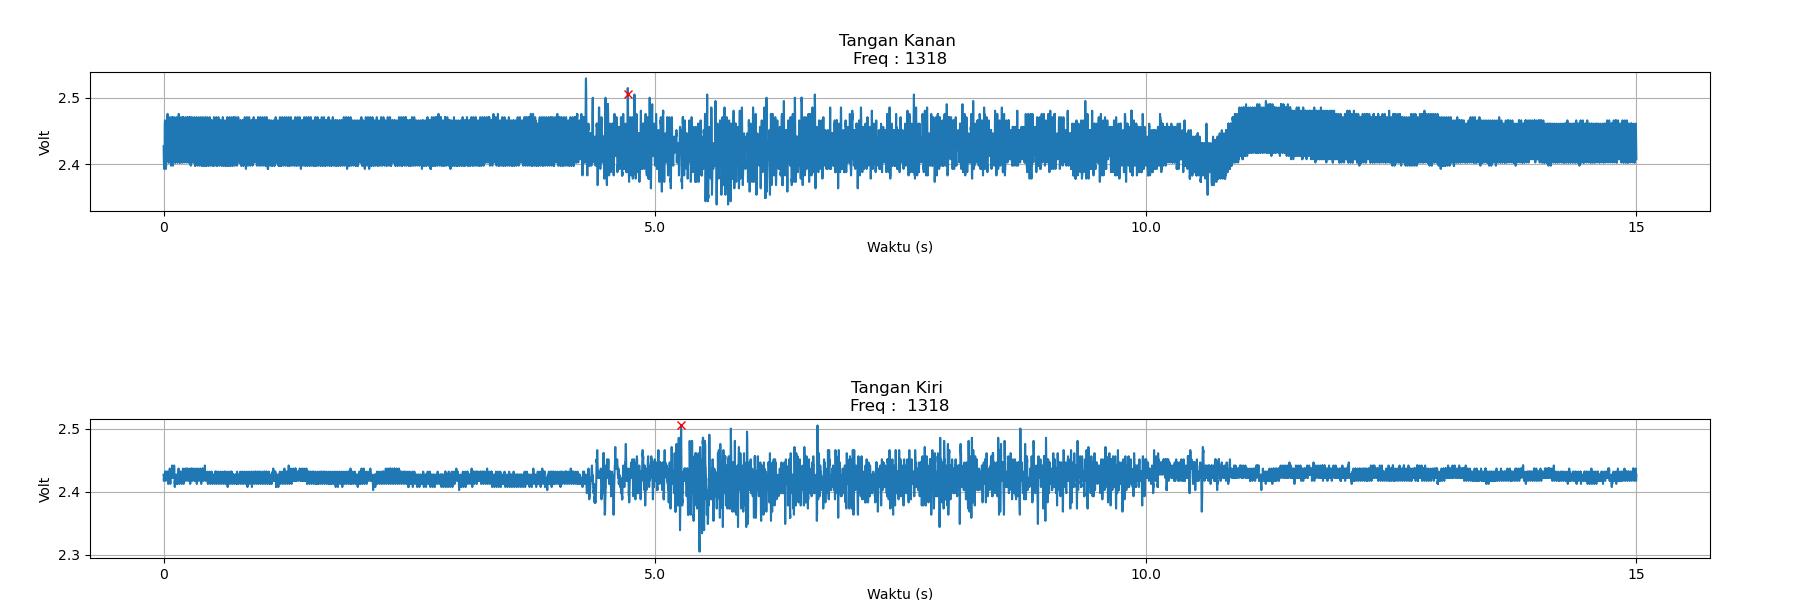 Tangan Kanan
Freq : 1318
2.5
2.4
Volt
0 5.0 10.0 15
Waktu (s)
Tangan Kiri
Freq :  1318
2.5
2.4
2.3
Volt
0 5.0 10.0 15
Waktu (s)